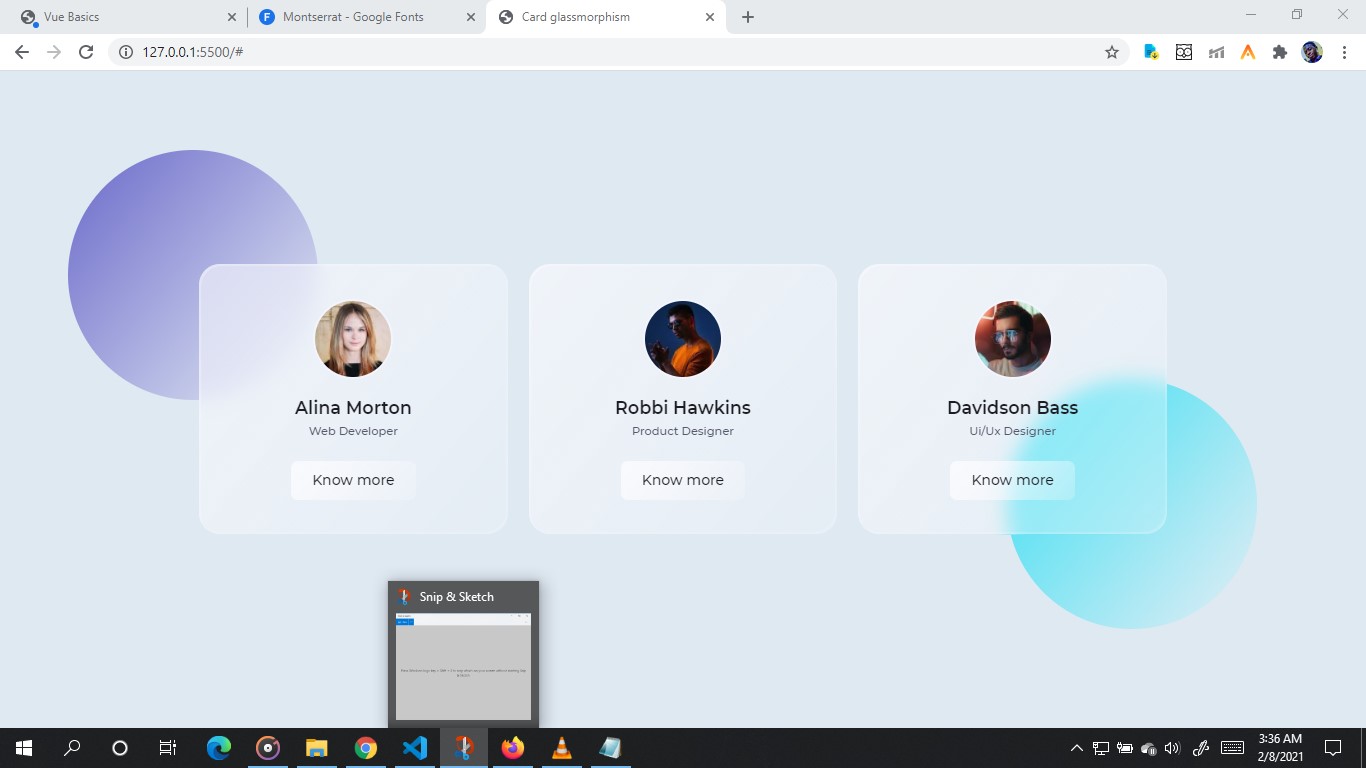 Vue Basics
Montserrat - Google Fonts
Card glassmorphism
127.0.0.1:5500/#
Alina Morton
Web Developer
Know more
Robbi Hawkins
Product Designer
Know more
Davidson Bass
Ui/Ux Designer
Know more
Snip & Sketch
3:36 AM
2/8/2021